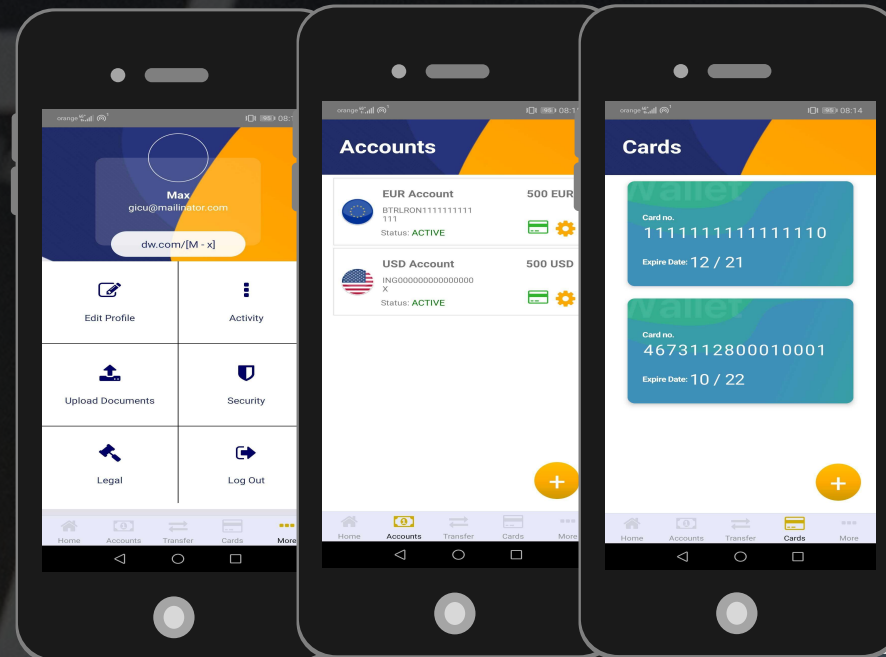 orange
08:1
Max
gicu@mailinator.com
dw.com/[M - x]
Edit Profile
Activity
Upload Documents
Security
Legal
Log Out
Home
Accounts
Transfer
Cards
More
orange
95
08:1
Accounts
EUR Account
500 EUR
BTRLRON1111111111
111
Status: ACTIVE
USD Account
500 USD
ING000000000000000
X
Status: ACTIVE
+
Home
Accounts
Transfer
Cards
More
orange
95
08:14
Cards
Wallet
Card no.
1111111111111110
Expire Date: 12 / 21
Wallet
Card no.
4673112800010001
Expire Date: 10 / 22
+
Home
Accounts
Transfer
Cards
More